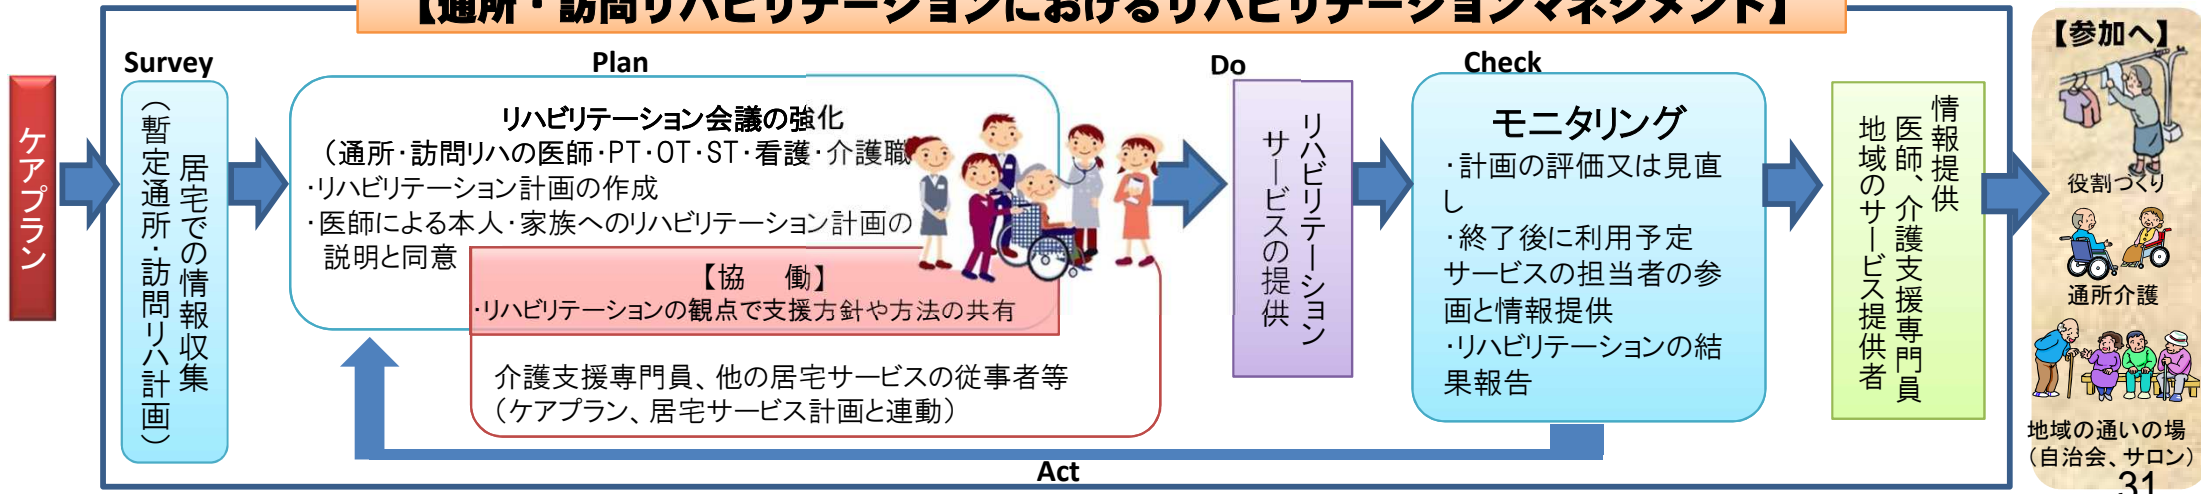 【通所・訪問リハビリテーションにおけるリハビリテーションマネジメント】
ケアプラン
Survey
居宅での情報収集
（暫定通所・訪問リハ計画）
Plan
リハビリテーション会議の強化
（通所・訪問リハの医師・PT・OT・ST・看護・介護職
・リハビリテーション計画の作成
・医師による本人・家族へのリハビリテーション計画の
説明と同意
【協　働】
・リハビリテーションの観点で支援方針や方法の共有
介護支援専門員、他の居宅サービスの従事者等
（ケアプラン、居宅サービス計画と連動）
Do
リハビリテーション
サービスの提供
Check
モニタリング
・計画の評価又は見直
し
・終了後に利用予定
サービスの担当者の参
画と情報提供
・リハビリテーションの結
果報告
Act
情報提供
医師、介護支援専門員
地域のサービス提供者
【参加へ】
役割づくり
通所介護
地域の通いの場
（自治会、サロン）
31